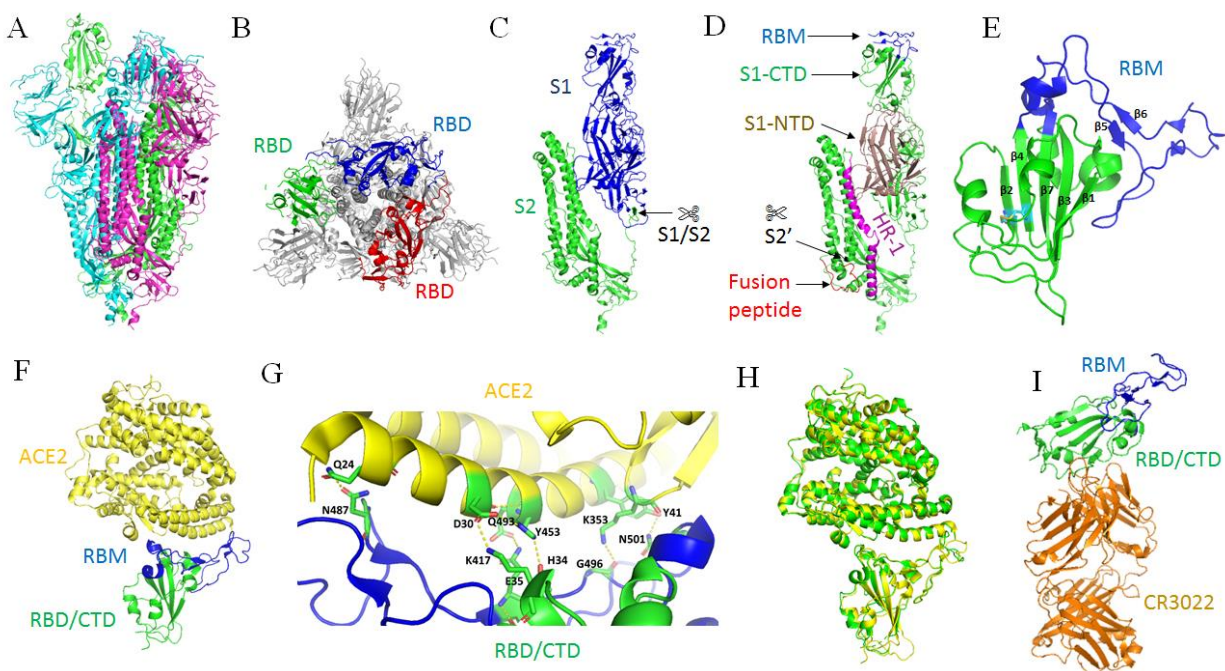 A
B
RBD
RBD
RBD
C
S1
S2
S1/S2
D
RBM
S1-CTD
S1-NTD
HR-1
S2’
Fusion
peptide
E
RBM
β6
β5
β4
β2
β7
β3
β1
F
ACE2
RBM
RBD/CTD
G
ACE2
Q24
N487
D30
Q493
Y453
K417
E35
H34
K353
Y41
N501
G496
RBD/CTD
H
I
RBM
RBD/CTD
CR3022